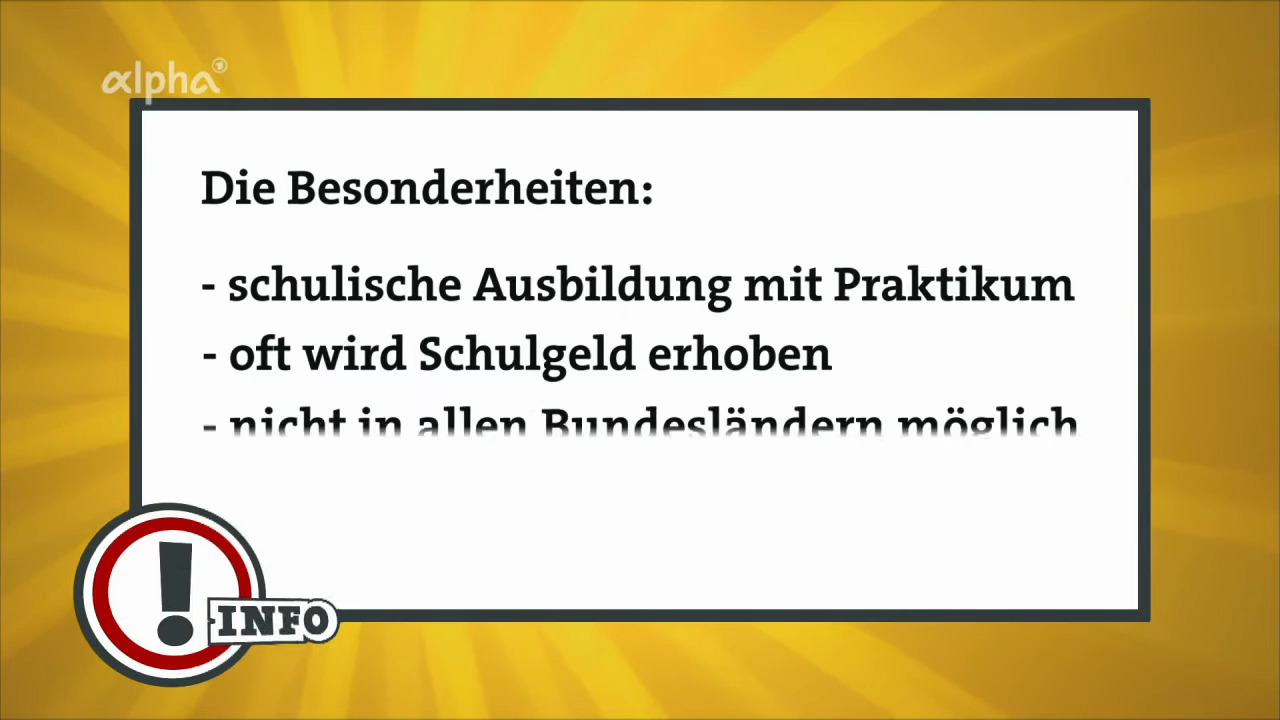 alpha
Die Besonderheiten:
- schulische Ausbildung mit Praktikum
- oft wird Schulgeld erhoben
- nicht in allen Bundesländern möglich
INFO